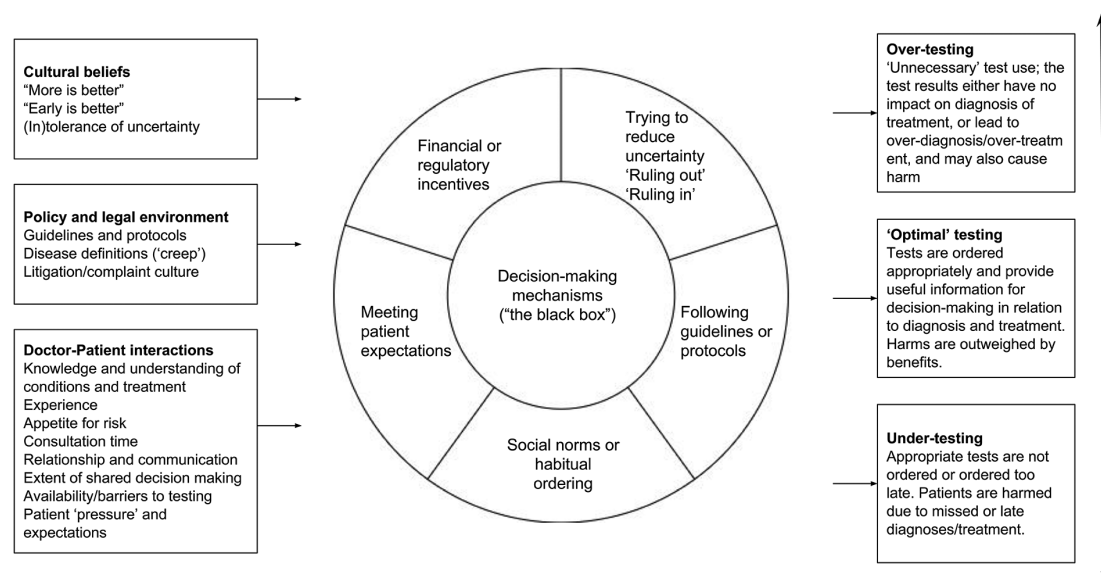 Cultural beliefs
“More is better”
“Early is better”
(In)tolerance of uncertainty
Policy and legal environment
Guidelines and protocols
Disease definitions (‘creep’)
Litigation/complaint culture
Doctor-Patient interactions
Knowledge and understanding of
conditions and treatment
Experience
Appetite for risk
Consultation time
Relationship and communication
Extent of shared decision making
Availability/barriers to testing
Patient ‘pressure’ and
expectations
Financial or
regulatory
incentives
Trying to
reduce
uncertainty
‘Ruling out’
‘Ruling in’
Decision-making
mechanisms
(“the black box”)
Meeting
patient
expectations
Following
guidelines or
protocols
Social norms or
habitual
ordering
Over-testing
‘Unnecessary’ test use; the
test results either have no
impact on diagnosis of
treatment, or lead to
over-diagnosis/over-treatm
ent, and may also cause
harm
‘Optimal’ testing
Tests are ordered
appropriately and provide
useful information for
decision-making in relation
to diagnosis and treatment.
Harms are outweighed by
benefits.
Under-testing
Appropriate tests are not
ordered or ordered too
late. Patients are harmed
due to missed or late
diagnoses/treatment.